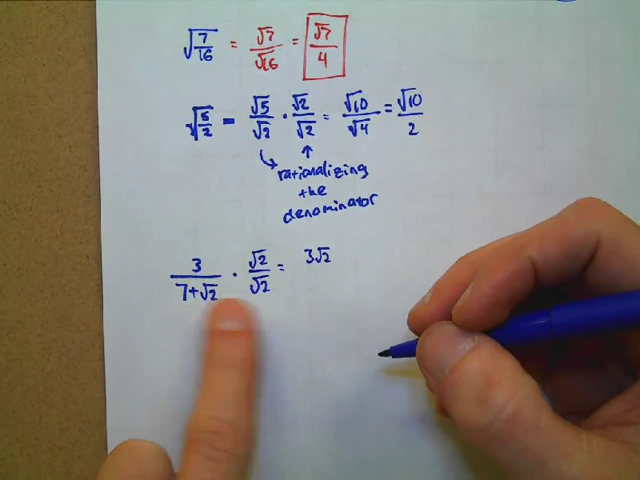 √7/16 = √7/√16 = √7/4
√5/2 = √5/√2 · √2/√2 = √10/√4 = √10/2
rationalizing
the
denominator
3/7+√2 · √2/√2 = 3√2